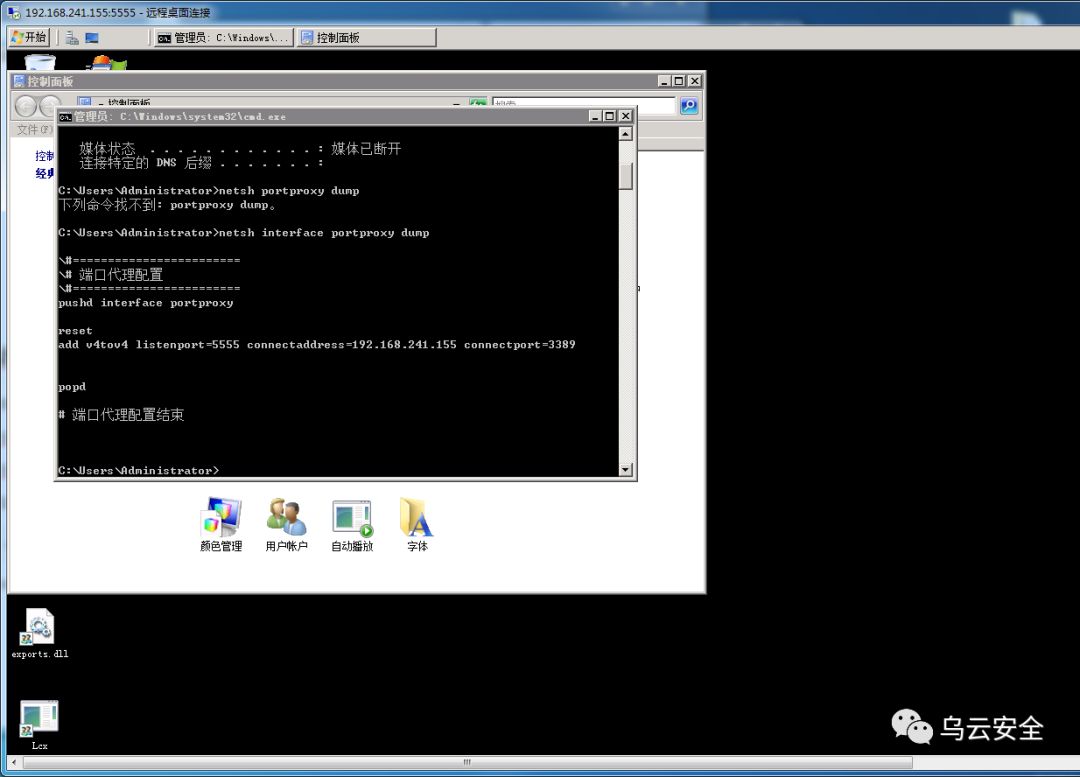 192.168.241.155:5555 - 远程桌面连接
开始
管理员: C:\Windows\...
控制面板
控制面板
控制面板
搜索
文件(F)
管理员: C:\Windows\system32\cmd.exe
控制
经典
媒体状态 . . . . . . . . . . . . : 媒体已断开
连接特定的 DNS 后缀 . . . . . . . :
C:\Users\Administrator>netsh portproxy dump
下列命令找不到: portproxy dump。
C:\Users\Administrator>netsh interface portproxy dump
\#========================
\# 端口代理配置
\#========================
pushd interface portproxy
reset
add v4tov4 listenport=5555 connectaddress=192.168.241.155 connectport=3389
popd
# 端口代理配置结束
C:\Users\Administrator>
颜色管理
用户帐户
自动播放
字体
exports.dll
Lcx
乌云安全